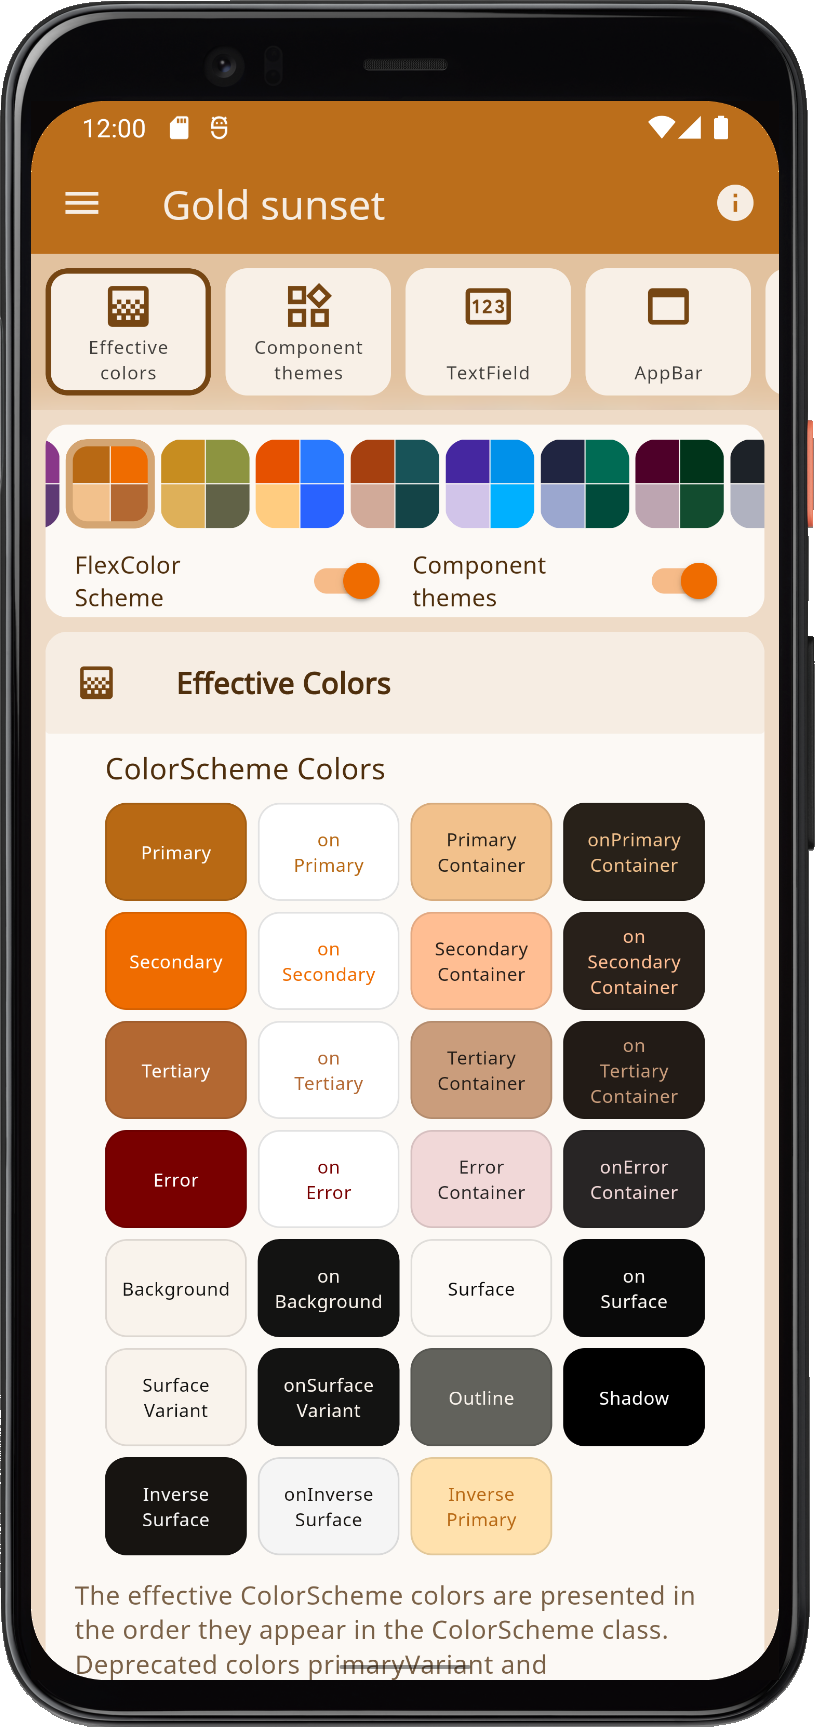 12:00
Gold sunset
Effective
colors
Component
themes
123
TextField
AppBar
FlexColor
Scheme
Component
themes
Effective Colors
ColorScheme Colors
Primary
on
Primary
Primary
Container
onPrimary
Container
Secondary
on
Secondary
Secondary
Container
on
Secondary
Container
Tertiary
on
Tertiary
Tertiary
Container
on
Tertiary
Container
Error
on
Error
Error
Container
onError
Container
Background
on
Background
Surface
on
Surface
Surface
Variant
onSurface
Variant
Outline
Shadow
Inverse
Surface
onInverse
Surface
Inverse
Primary
The effective ColorScheme colors are presented in
the order they appear in the ColorScheme class.
Deprecated colors primaryVariant and